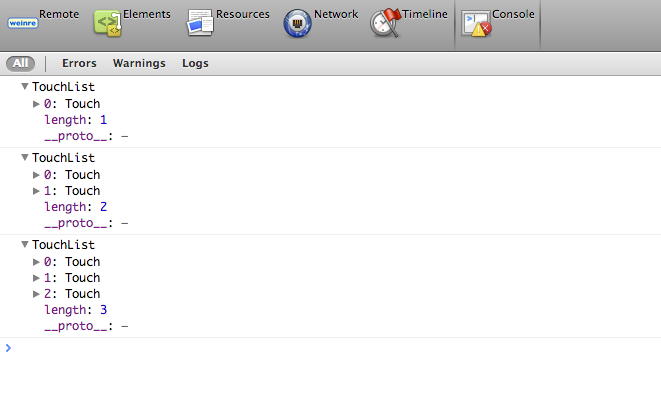 weinre Remote Elements Resources Network Timeline Console
All Errors Warnings Logs
TouchList
0: Touch
length: 1
__proto__: –
TouchList
0: Touch
1: Touch
length: 2
__proto__: –
TouchList
0: Touch
1: Touch
2: Touch
length: 3
__proto__: –